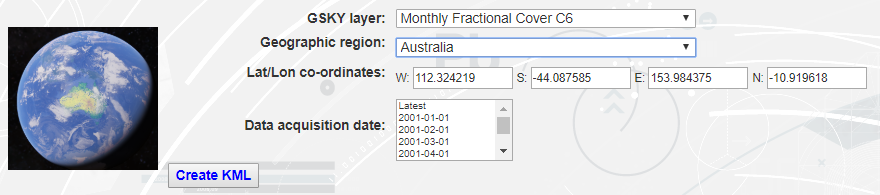 GSKY layer: Monthly Fractional Cover C6
Geographic region: Australia
Lat/Lon co-ordinates: W: 112.324219 S: -44.087585 E: 153.984375 N: -10.919618
Data acquisition date: Latest
2001-01-01
2001-02-01
2001-03-01
2001-04-01
Create KML